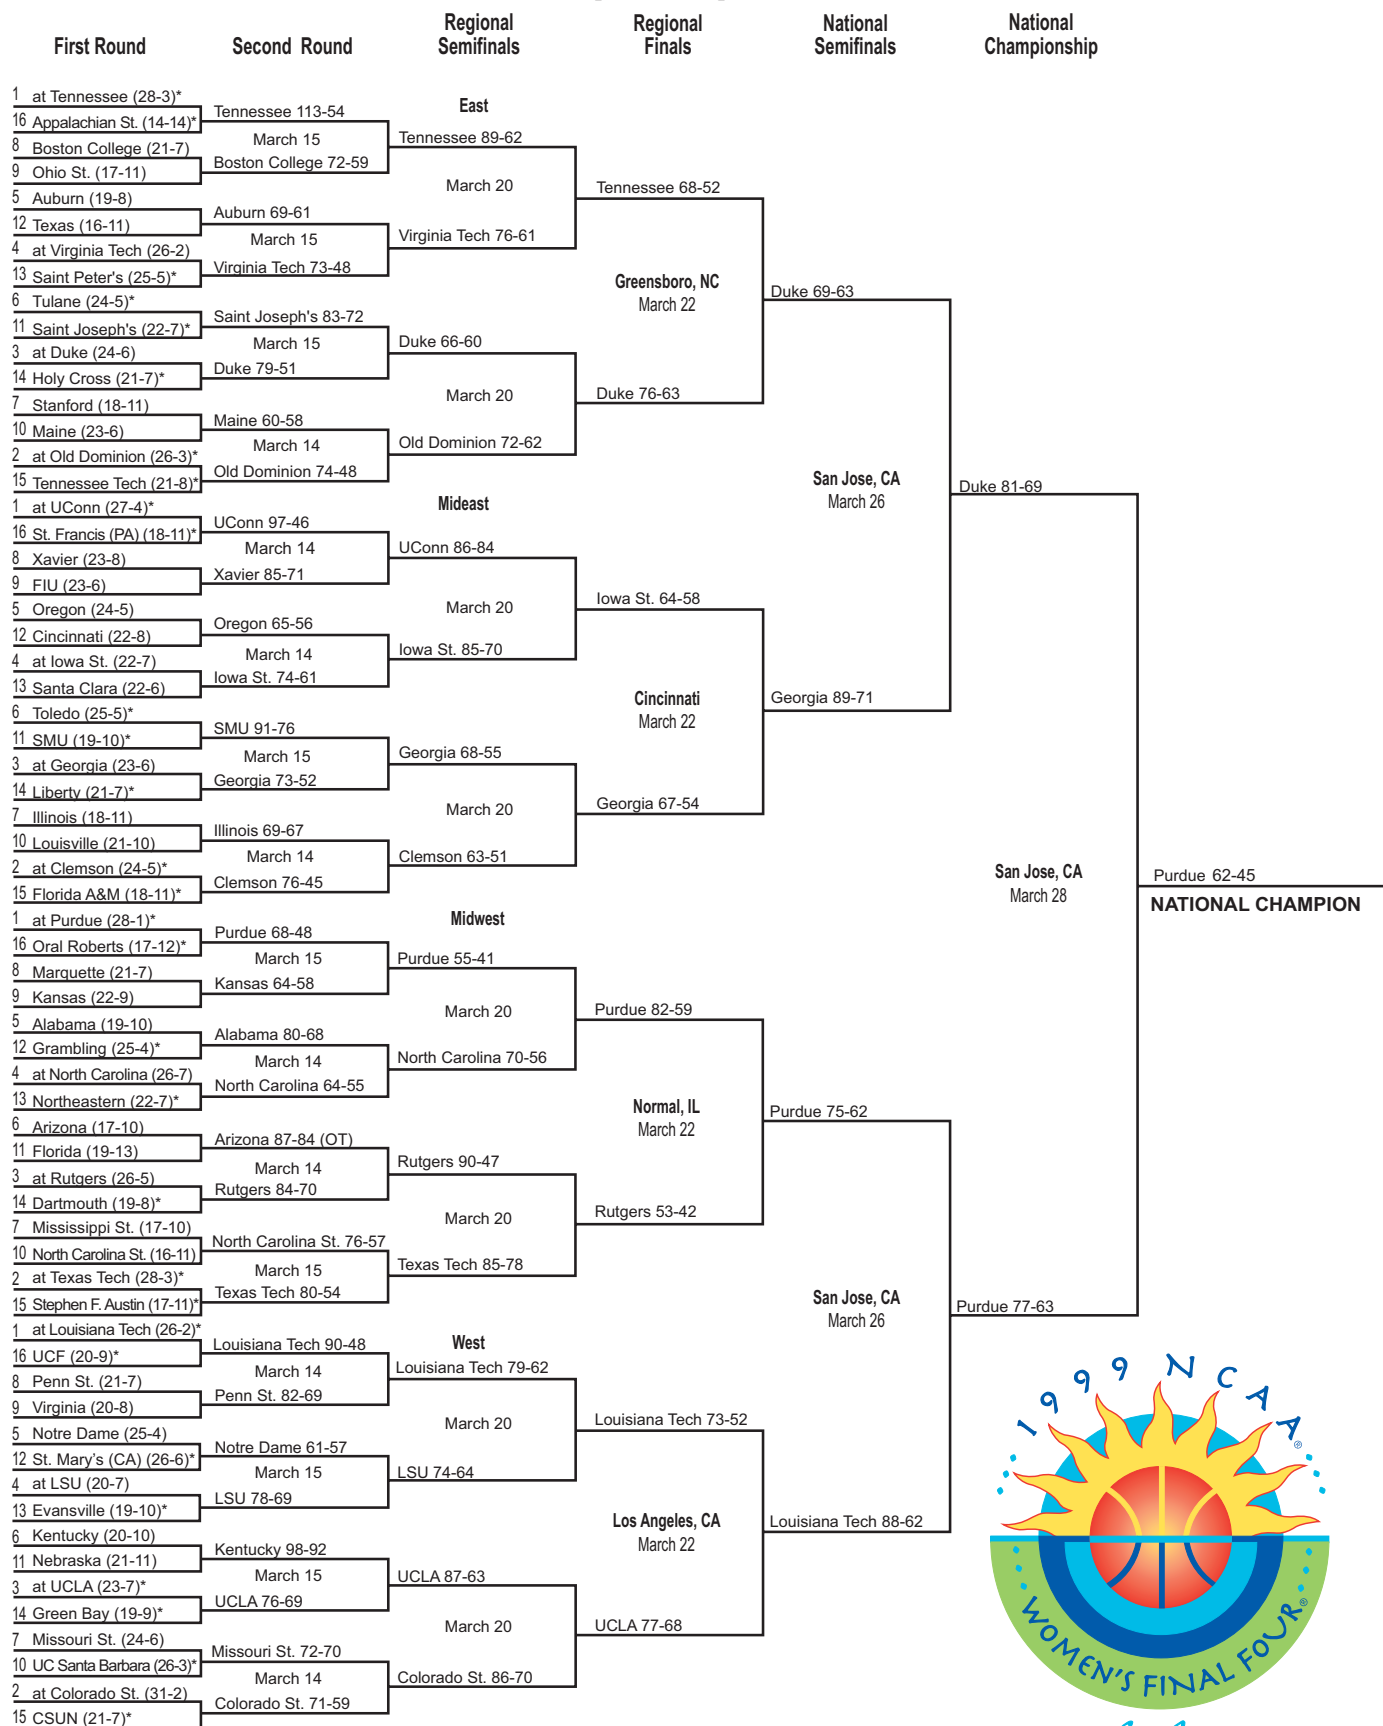 First Round
Second Round
Regional Semifinals
Regional Finals
National Semifinals
National Championship
1 at Tennessee (28-3)*
16 Appalachian St. (14-14)*
8 Boston College (21-7)
9 Ohio St. (17-11)
5 Auburn (19-8)
12 Texas (16-11)
4 at Virginia Tech (26-2)
13 Saint Peter's (25-5)*
6 Tulane (24-5)*
11 Saint Joseph's (22-7)*
3 at Duke (24-6)
14 Holy Cross (21-7)*
7 Stanford (18-11)
10 Maine (23-6)
2 at Old Dominion (26-3)*
15 Tennessee Tech (21-8)*
1 at UConn (27-4)*
16 St. Francis (PA) (18-11)*
8 Xavier (23-8)
9 FIU (23-6)
5 Oregon (24-5)
12 Cincinnati (22-8)
4 at Iowa St. (22-7)
13 Santa Clara (22-6)
6 Toledo (25-5)*
11 SMU (19-10)*
3 at Georgia (23-6)
14 Liberty (21-7)*
7 Illinois (18-11)
10 Louisville (21-10)
2 at Clemson (24-5)*
15 Florida A&M (18-11)*
1 at Purdue (28-1)*
16 Oral Roberts (17-12)*
8 Marquette (21-7)
9 Kansas (22-9)
5 Alabama (19-10)
12 Grambling (25-4)*
4 at North Carolina (26-7)
13 Northeastern (22-7)*
6 Arizona (17-10)
11 Florida (19-13)
3 at Rutgers (26-5)
14 Dartmouth (19-8)*
7 Mississippi St. (17-10)
10 North Carolina St. (16-11)
2 at Texas Tech (28-3)*
15 Stephen F. Austin (17-11)*
1 at Louisiana Tech (26-2)*
16 UCF (20-9)*
8 Penn St. (21-7)
9 Virginia (20-8)
5 Notre Dame (25-4)
12 St. Mary's (CA) (26-6)*
4 at LSU (20-7)
13 Evansville (19-10)*
6 Kentucky (20-10)
11 Nebraska (21-11)
3 at UCLA (23-7)*
14 Green Bay (19-9)*
7 Missouri St. (24-6)
10 UC Santa Barbara (26-3)*
2 at Colorado St. (31-2)
15 CSUN (21-7)*
Tennessee 113-54
March 15
Boston College 72-59
Auburn 69-61
March 15
Virginia Tech 73-48
Saint Joseph's 83-72
March 15
Duke 79-51
Maine 60-58
March 14
Old Dominion 74-48
UConn 97-46
March 14
Xavier 85-71
Oregon 65-56
March 14
Iowa St. 74-61
SMU 91-76
March 15
Georgia 73-52
Illinois 69-67
March 14
Clemson 76-45
Purdue 68-48
March 15
Kansas 64-58
Alabama 80-68
March 14
North Carolina 64-55
Arizona 87-84 (OT)
March 14
Rutgers 84-70
North Carolina St. 76-57
March 15
Texas Tech 80-54
Louisiana Tech 90-48
March 14
Penn St. 82-69
Notre Dame 61-57
March 15
LSU 78-69
Kentucky 98-92
March 15
UCLA 76-69
Missouri St. 72-70
March 14
Colorado St. 71-59
East
Tennessee 89-62
March 20
Virginia Tech 76-61
Duke 66-60
March 20
Old Dominion 72-62
Mideast
UConn 86-84
March 20
Iowa St. 85-70
Georgia 68-55
March 20
Clemson 63-51
Midwest
Purdue 55-41
March 20
North Carolina 70-56
Rutgers 90-47
March 20
Texas Tech 85-78
West
Louisiana Tech 79-62
March 20
LSU 74-64
UCLA 87-63
March 20
Colorado St. 86-70
Tennessee 68-52
Greensboro, NC
March 22
Duke 76-63
Iowa St. 64-58
Cincinnati
March 22
Georgia 67-54
Purdue 82-59
Normal, IL
March 22
Rutgers 53-42
Louisiana Tech 73-52
Los Angeles, CA
March 22
UCLA 77-68
Duke 69-63
San Jose, CA
March 26
Georgia 89-71
Purdue 75-62
San Jose, CA
March 26
Louisiana Tech 88-62
Duke 81-69
San Jose, CA
March 28
Purdue 77-63
Purdue 62-45
NATIONAL CHAMPION
1999 NCAA®
WOMEN'S FINAL FOUR®